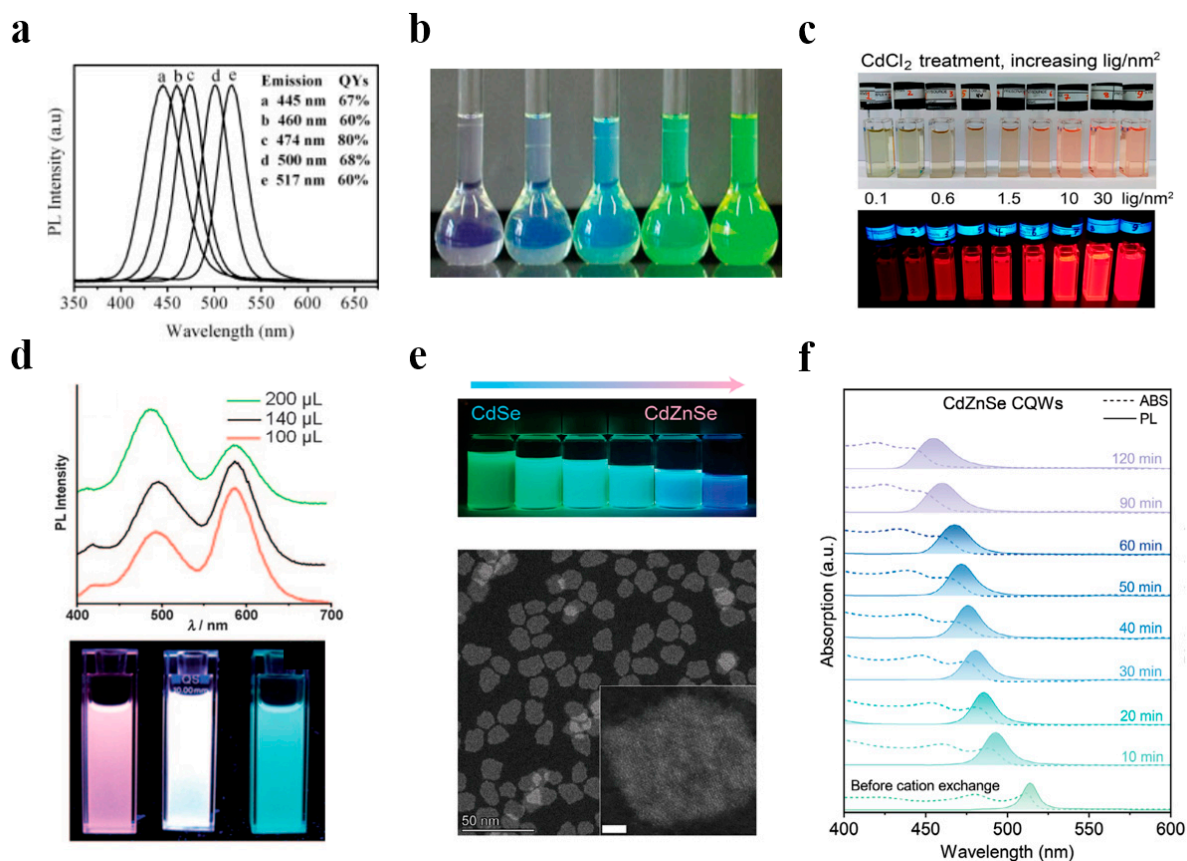 a
a b c d e
Emission QYs
a 445 nm 67%
b 460 nm 60%
c 474 nm 80%
d 500 nm 68%
e 517 nm 60%
PL Intensity (a.u)
350 400 450 500 550 600 650
Wavelength (nm)
b
c
CdCl₂ treatment, increasing lig/nm²
0.1 0.6 1.5 10 30 lig/nm²
d
200 µL
140 µL
100 µL
PL Intensity
400 500 600 700
λ / nm
QS
10.00mm
e
CdSe CdZnSe
50 nm
f
CdZnSe CQWs
ABS
PL
120 min
90 min
60 min
50 min
40 min
30 min
20 min
10 min
Before cation exchange
Absorption (a.u.)
400 450 500 550 600
Wavelength (nm)